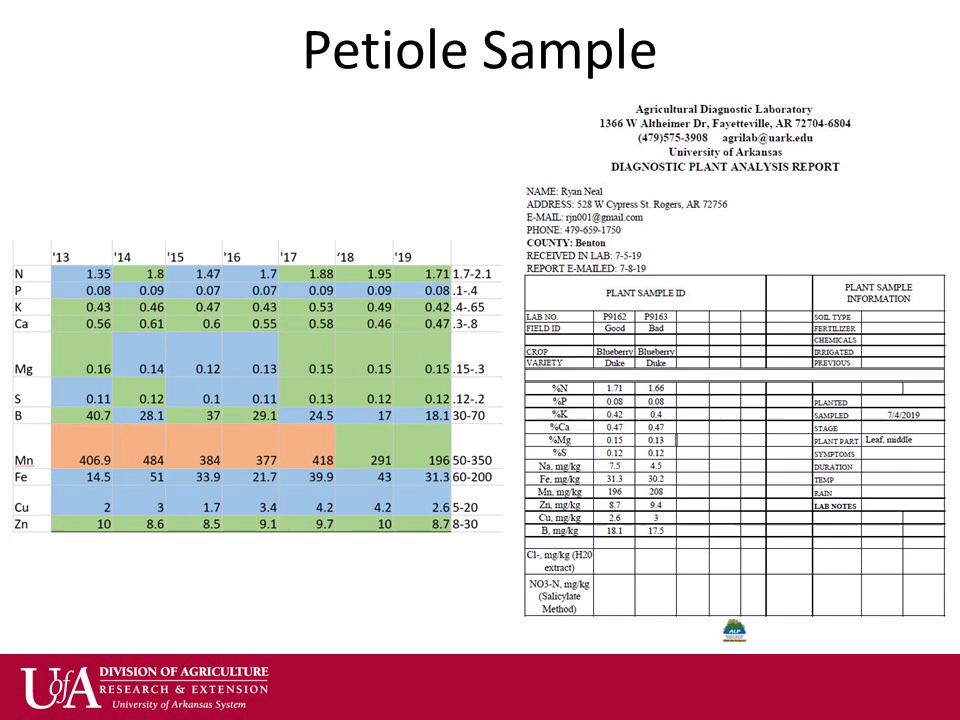 Petiole Sample
'13 '14 '15 '16 '17 ‘18 '19
N 1.35 1.8 1.47 1.7 1.88 1.95 1.71 1.7-2.1
P 0.08 0.09 0.07 0.07 0.09 0.09 0.08 .1-.4
K 0.43 0.46 0.47 0.43 0.53 0.49 0.42 .4-.65
Ca 0.56 0.61 0.6 0.55 0.58 0.46 0.47 .3-.8
Mg 0.16 0.14 0.12 0.13 0.15 0.15 0.15 .15-.3
S 0.11 0.12 0.1 0.11 0.13 0.12 0.12 .12-.2
B 40.7 28.1 37 29.1 24.5 17 18.1 30-70
Mn 406.9 484 384 377 418 291 196 50-350
Fe 14.5 51 33.9 21.7 39.9 43 31.3 60-200
Cu 2 3 1.7 3.4 4.2 4.2 2.6 5-20
Zn 10 8.6 8.5 9.1 9.7 10 8.7 8-30
Agricultural Diagnostic Laboratory
1366 W Altheimer Dr, Fayetteville, AR 72704-6804
(479)575-3908 agrilab@uark.edu
University of Arkansas
DIAGNOSTIC PLANT ANALYSIS REPORT
NAME: Ryan Neal
ADDRESS: 528 W Cypress St. Rogers, AR 72756
E-MAIL: rjn001@gmail.com
PHONE: 479-659-1750
COUNTY: Benton
RECEIVED IN LAB: 7-5-19
REPORT E-MAILED: 7-8-19
PLANT SAMPLE ID PLANT SAMPLE
INFORMATION
LAB NO. P9162 P9163 SOIL TYPE
FIELD ID Good Bad FERTILIZER
CHEMICALS
CROP Blueberry Blueberry IRRIGATED
VARIETY Duke Duke PREVIOUS
%N 1.71 1.66
%P 0.08 0.08 PLANTED
%K 0.42 0.4 SAMPLED 7/4/2019
%Ca 0.47 0.47 STAGE
%Mg 0.15 0.13 PLANT PART Leaf, middle
%S 0.12 0.12 SYMPTOMS
Na, mg/kg 7.5 4.5 DURATION
Fe, mg/kg 31.3 30.2 TEMP
Mn, mg/kg 196 208 RAIN
Zn, mg/kg 8.7 9.4 LAB NOTES
Cu, mg/kg 2.6 3
B, mg/kg 18.1 17.5
Cl-, mg/kg (H20
extract)
NO3-N, mg/kg
(Salicylate
Method)
ALP
UofA DIVISION OF AGRICULTURE
RESEARCH & EXTENSION
University of Arkansas System